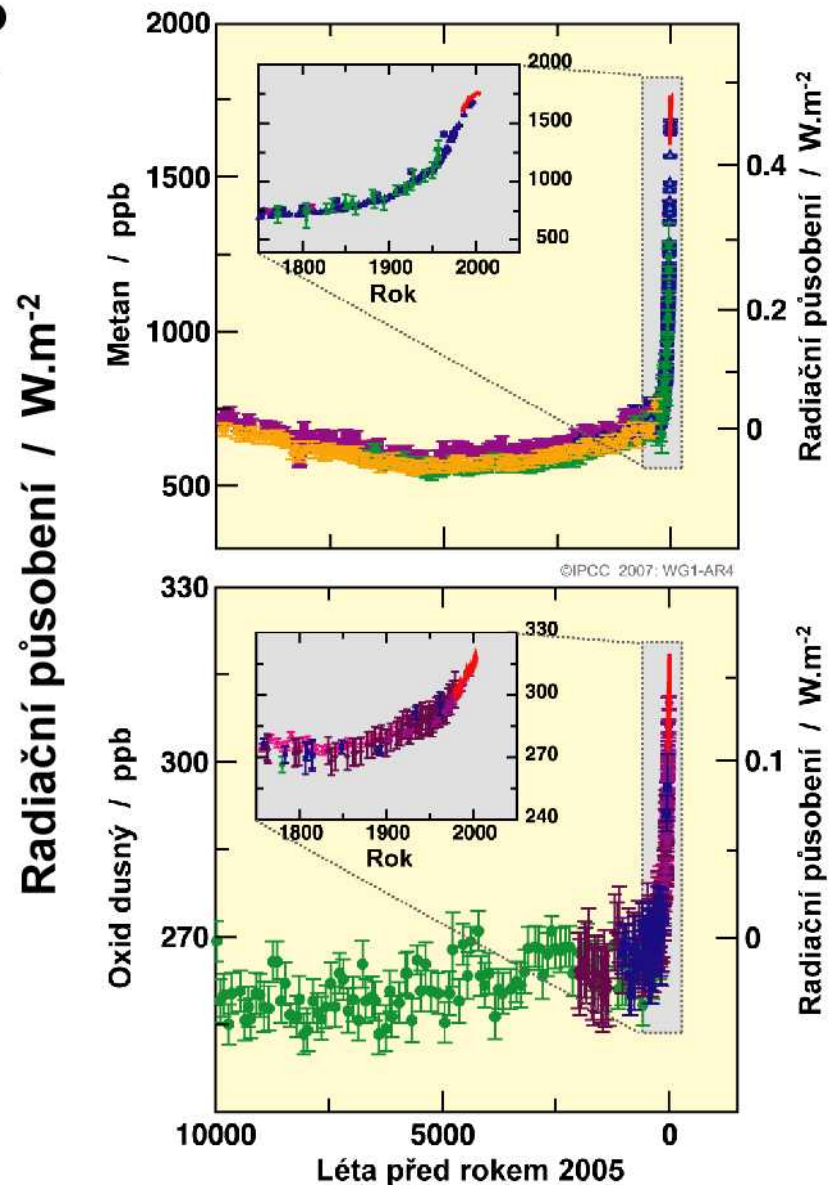 Radiační působení / W.m-2
Metan / ppb
2000
1500
1000
500
2000
1500
1000
500
1800 1900 2000
Rok
0.4
0.2
0
Radiační působení / W.m-2
©IPCC 2007: WG1-AR4
Oxid dusný / ppb
330
300
270
330
300
270
240
1800 1900 2000
Rok
0.1
0
Radiační působení / W.m-2
10000 5000 0
Léta před rokem 2005